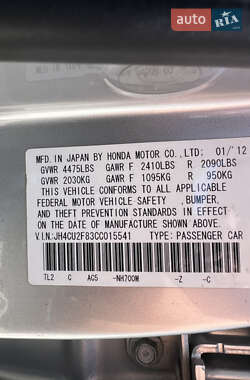 RIA.com
MFD. IN JAPAN BY HONDA MOTOR CO.,LTD. 01/'12
GVWR 4475LBS GAWR F 2410LBS R 2090LBS
GVWR 2030KG GAWR F 1095KG R 950KG
THIS VEHICLE CONFORMS TO ALL APPLICABLE
FEDERAL MOTOR VEHICLE SAFETY ,BUMPER,
AND THEFT PREVENTION STANDARDS IN EFFECT
ON THE DATE OF MANUFACTURE SHOWN ABOVE.
V.I.N:JH4CU2F83CC015541 TYPE: PASSENGER CAR
TL2 C AC5 -NH700M -Z -C